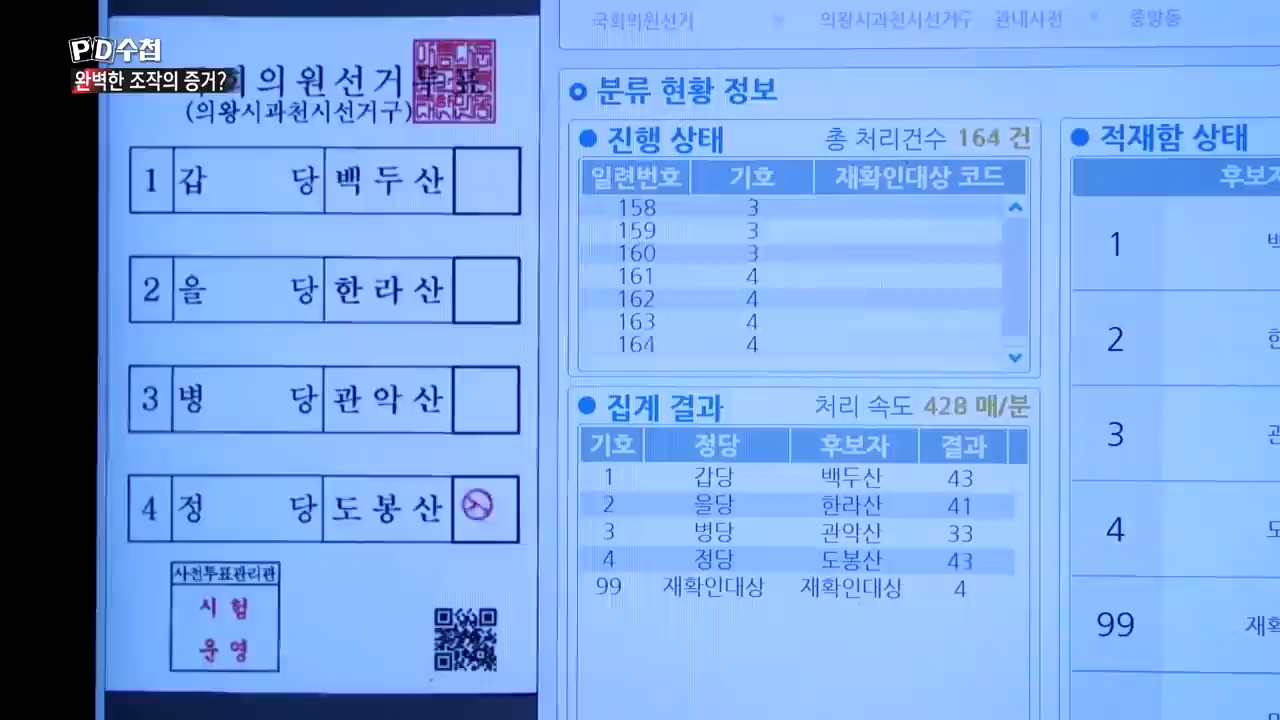 PD수첩
완벽한 조작의 증거?
회의원선거투표
(의왕시과천시선거구)
1 갑 당 백두산
2 을 당 한라산
3 병 당 관악산
4 정 당 도봉산
사전투표관리관
시험
운영
국회의원선거 의왕시과천시선거구 관내사전 중앙동
분류 현황 정보
진행 상태 총 처리건수 164 건
일련번호 기호 재확인대상 코드
158 3
159 3
160 3
161 4
162 4
163 4
164 4
집계 결과 처리 속도 428 매/분
기호 정당 후보자 결과
1 갑당 백두산 43
2 을당 한라산 41
3 병당 관악산 33
4 정당 도봉산 43
99 재확인대상 재확인대상 4
적재함 상태
후보자
1
2
3
4
99 재확